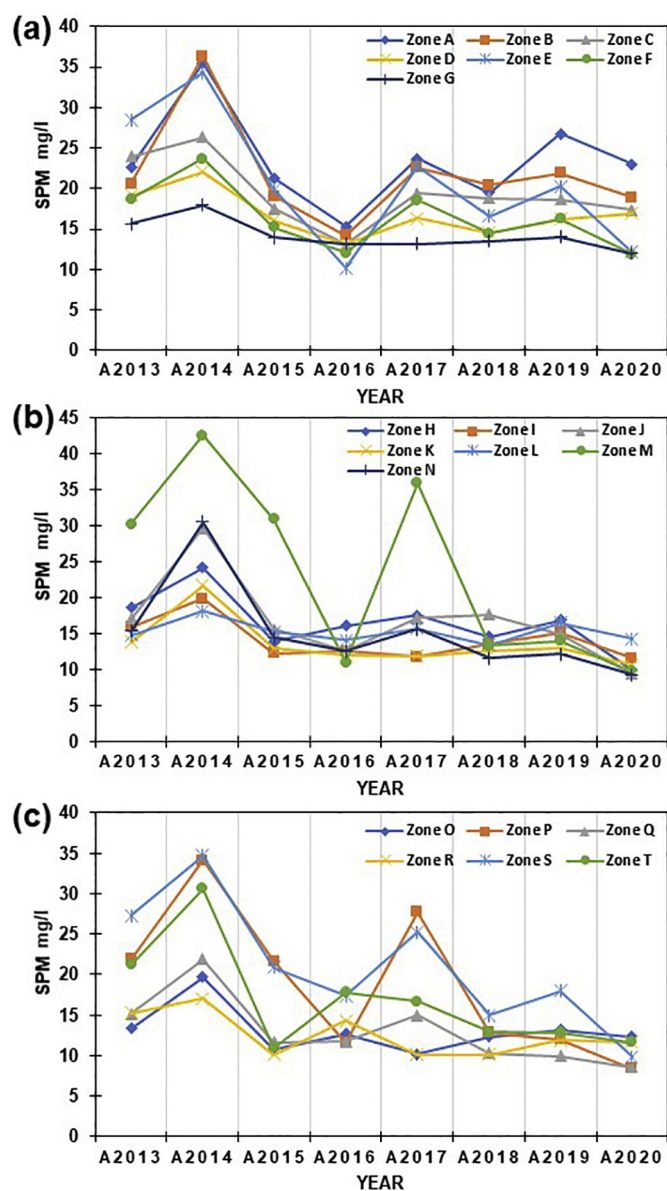 (a)
Zone A Zone B Zone C
Zone D Zone E Zone F
Zone G
SPM mg/l
40
35
30
25
20
15
10
5
0
A2013 A2014 A2015 A2016 A2017 A2018 A2019 A2020
YEAR
(b)
Zone H Zone I Zone J
Zone K Zone L Zone M
Zone N
SPM mg/l
45
40
35
30
25
20
15
10
5
0
A2013 A2014 A2015 A2016 A2017 A2018 A2019 A2020
YEAR
(c)
Zone O Zone P Zone Q
Zone R Zone S Zone T
SPM mg/l
40
35
30
25
20
15
10
5
0
A2013 A2014 A2015 A2016 A2017 A2018 A2019 A2020
YEAR